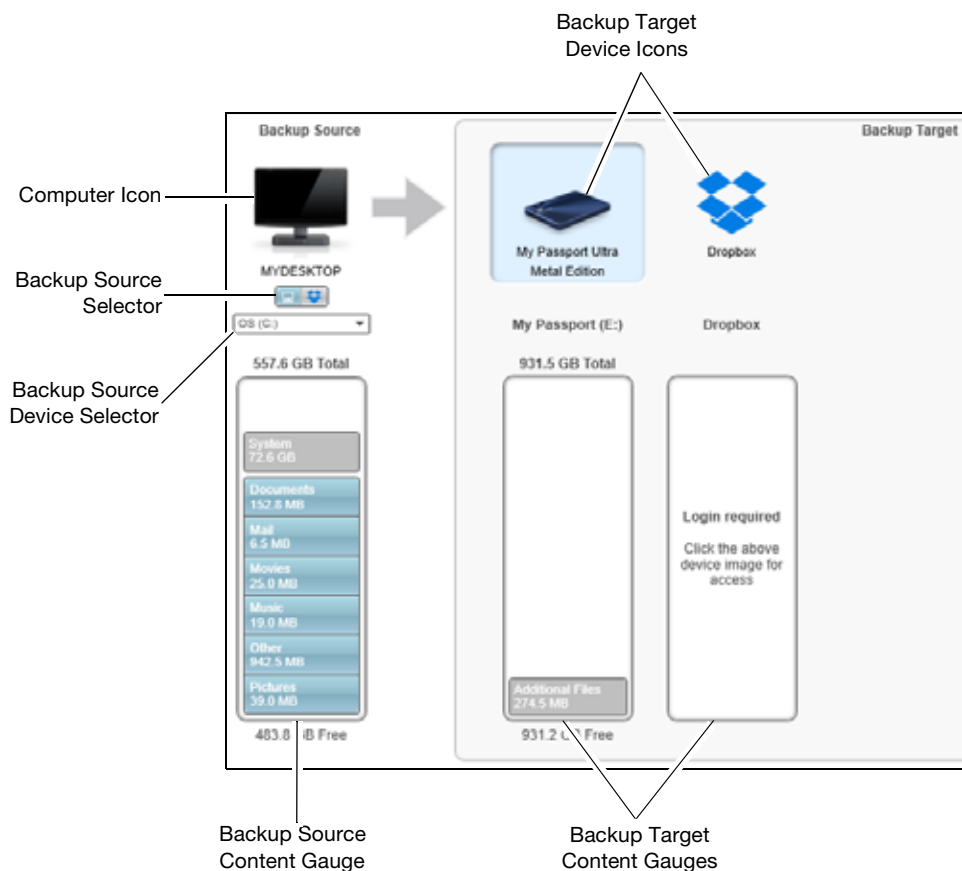 Backup Target
Device Icons
Backup Source
Backup Target
Computer Icon
My Passport Ultra
Metal Edition
Dropbox
MYDESKTOP
Backup Source
Selector
OS (C:)
My Passport (E:)
Dropbox
557.6 GB Total
931.5 GB Total
Backup Source
Device Selector
System
72.6 GB
Documents
152.8 MB
Mail
6.5 MB
Movies
25.0 MB
Music
19.0 MB
Other
942.5 MB
Pictures
39.0 MB
Login required
Click the above
device image for
access
Additional Files
274.5 MB
483.8 GB Free
931.2 GB Free
Backup Source
Content Gauge
Backup Target
Content Gauges